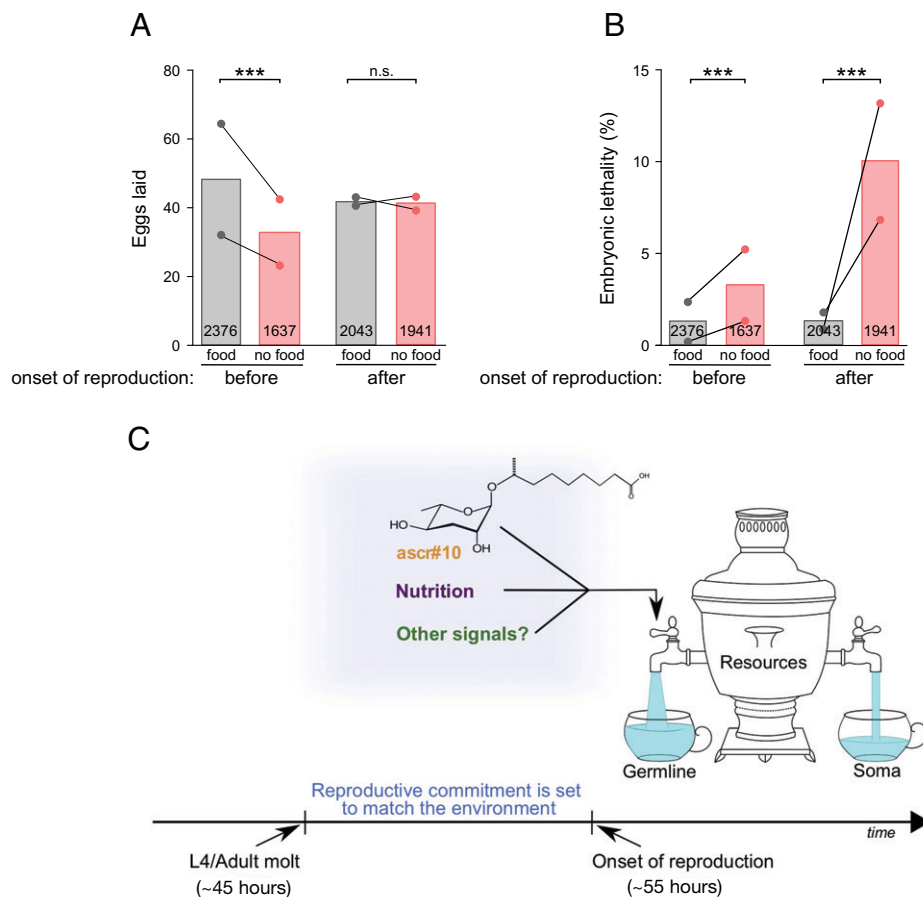 A
80
60
40
20
0
Eggs laid
***
n.s.
2376
1637
2043
1941
food
no food
food
no food
onset of reproduction:
before
after
B
15
10
5
0
Embryonic lethality (%)
***
***
2376
1637
2043
1941
food
no food
food
no food
onset of reproduction:
before
after
C
O
OH
O
O
HO
OH
ascr#10
Nutrition
Other signals?
Resources
Germline
Soma
Reproductive commitment is set
to match the environment
time
L4/Adult molt
(~45 hours)
Onset of reproduction
(~55 hours)